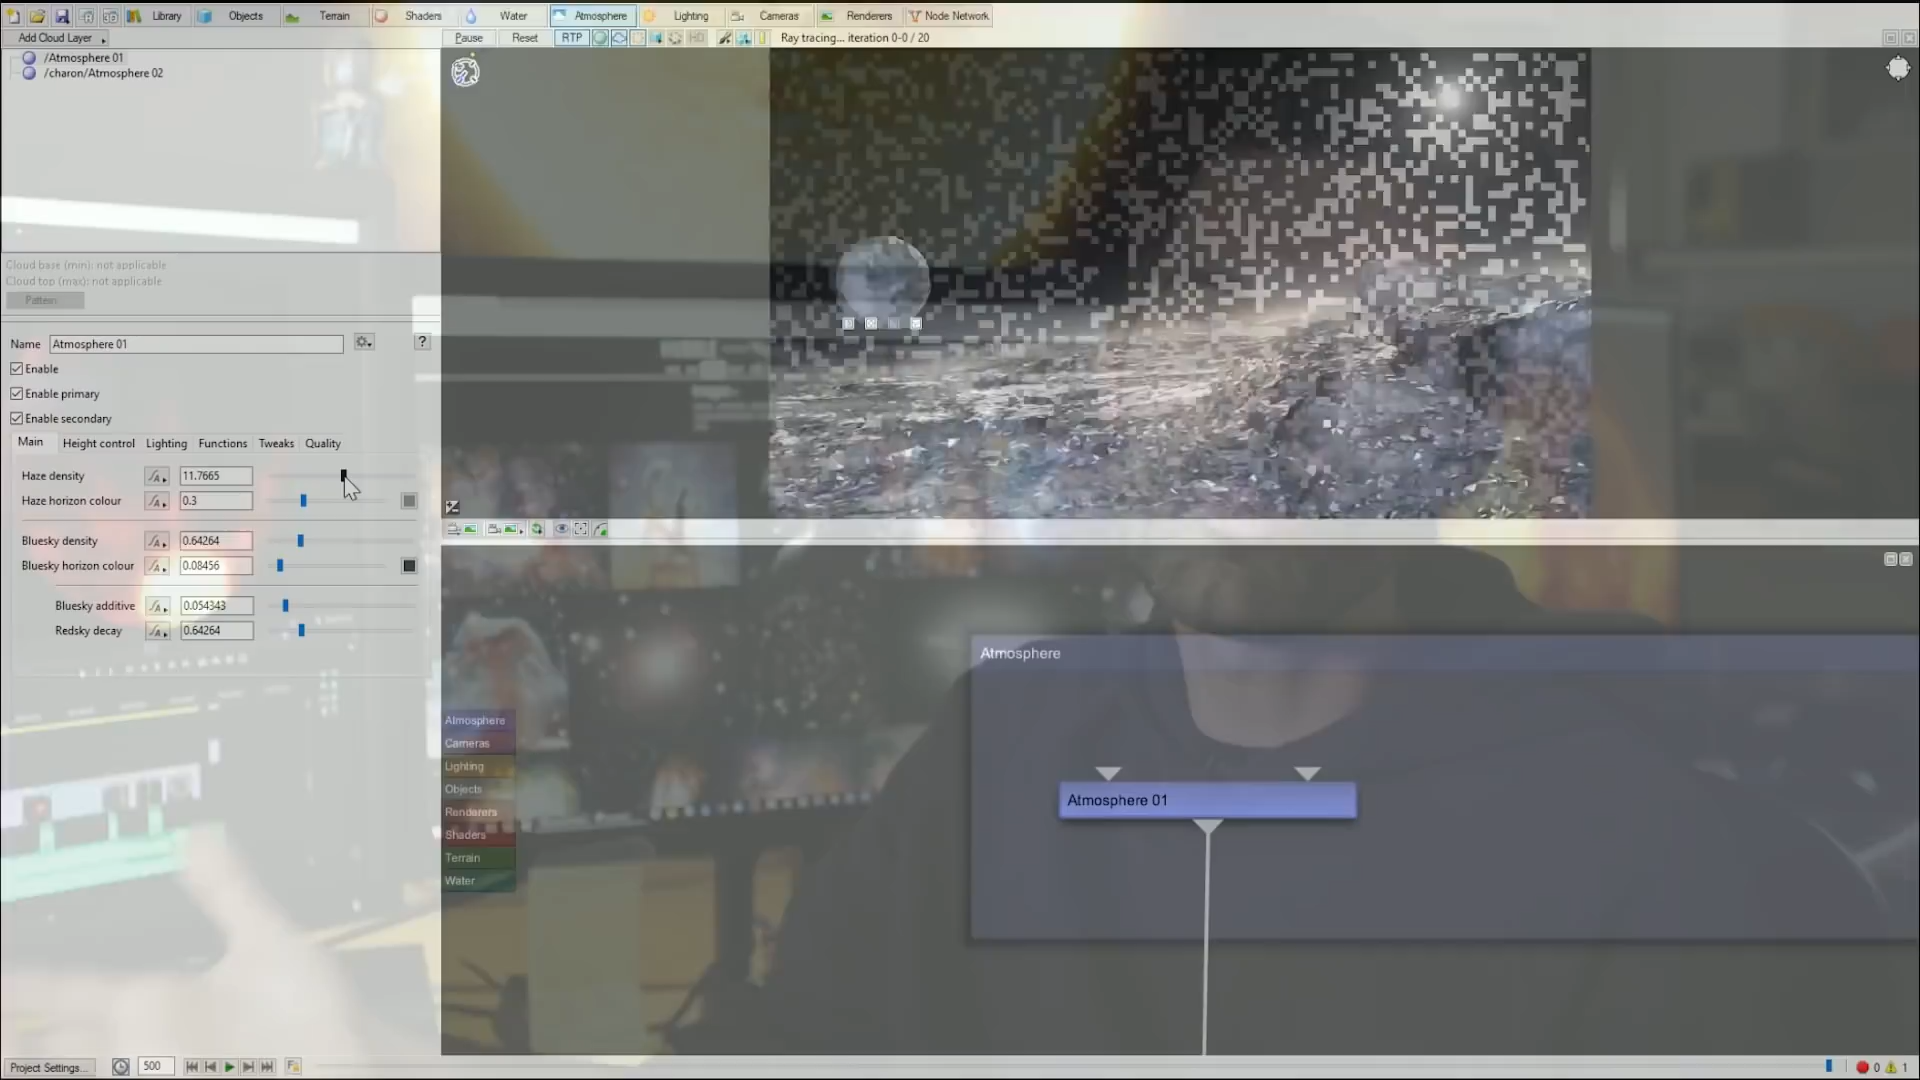 Library Objects Terrain Shaders Water Atmosphere Lighting Cameras Renderers Node Network
Add Cloud Layer
Pause Reset RTP HD Ray tracing... iteration 0-0 / 20
/Atmosphere 01
/charon/Atmosphere 02
Cloud base (min): not applicable
Cloud top (max): not applicable
Pattern
Name Atmosphere 01 ?
Enable
Enable primary
Enable secondary
Main Height control Lighting Functions Tweaks Quality
Haze density 11.7665
Haze horizon colour 0.3
Bluesky density 0.64264
Bluesky horizon colour 0.08456
Bluesky additive 0.054343
Redsky decay 0.64264
Atmosphere
Atmosphere 01
Atmosphere
Cameras
Lighting
Objects
Renderers
Shaders
Terrain
Water
Project Settings... 500 0 1